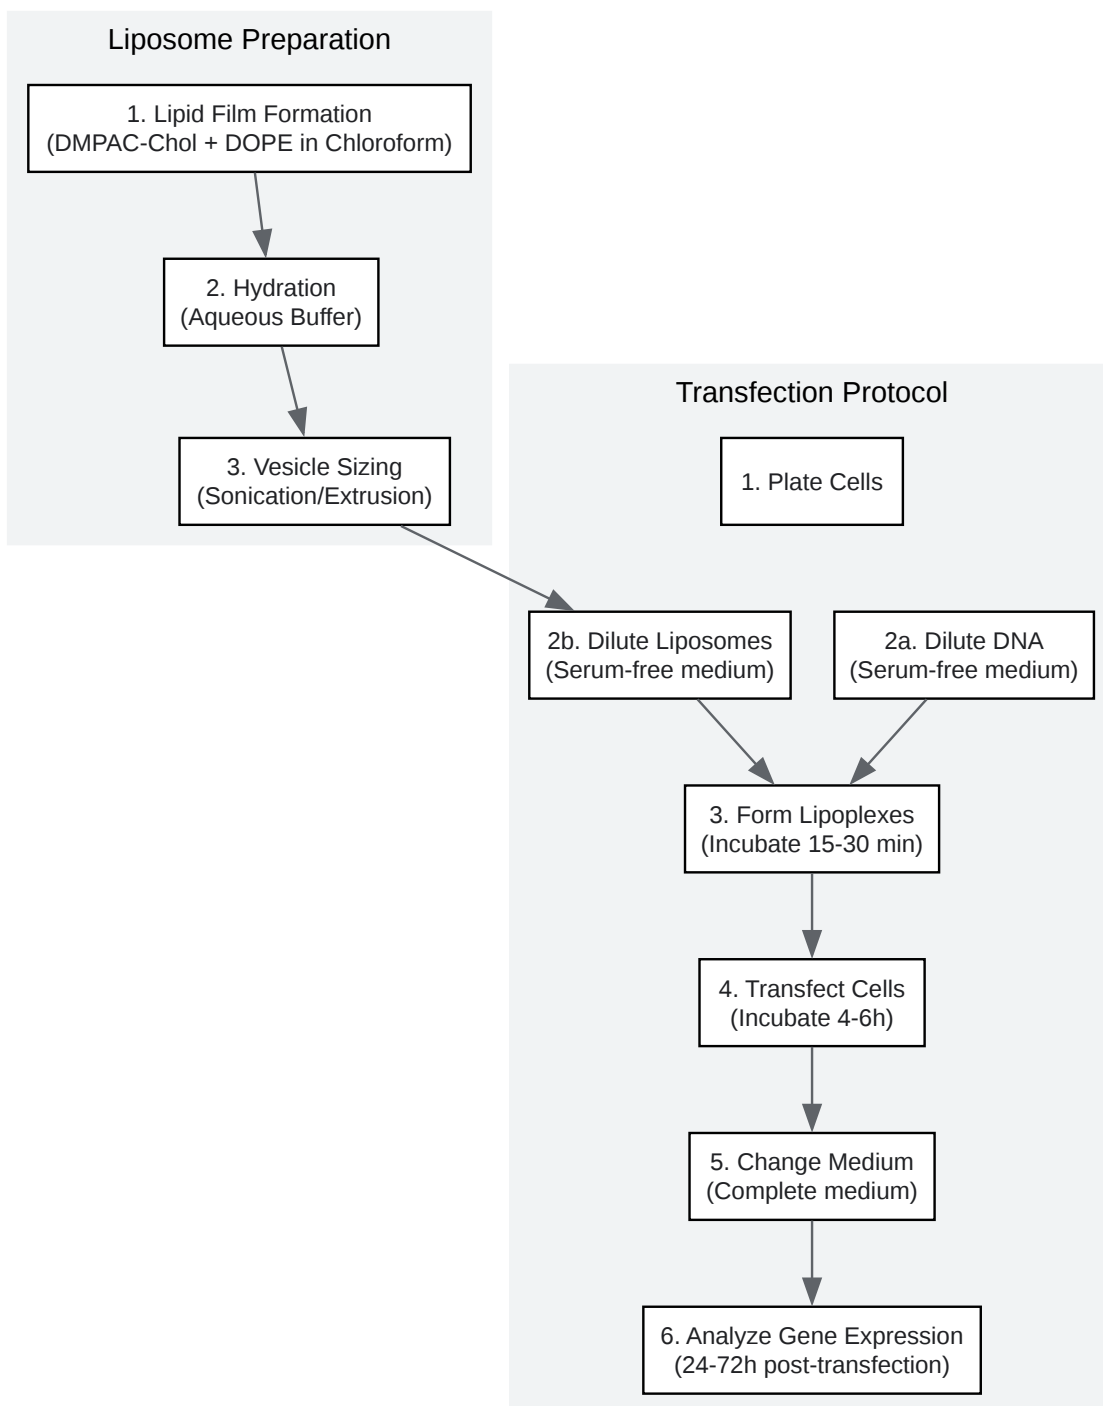 Liposome Preparation
1. Lipid Film Formation
(DMPAC-Chol + DOPE in Chloroform)
2. Hydration
(Aqueous Buffer)
3. Vesicle Sizing
(Sonication/Extrusion)
Transfection Protocol
1. Plate Cells
2b. Dilute Liposomes
(Serum-free medium)
2a. Dilute DNA
(Serum-free medium)
3. Form Lipoplexes
(Incubate 15-30 min)
4. Transfect Cells
(Incubate 4-6h)
5. Change Medium
(Complete medium)
6. Analyze Gene Expression
(24-72h post-transfection)